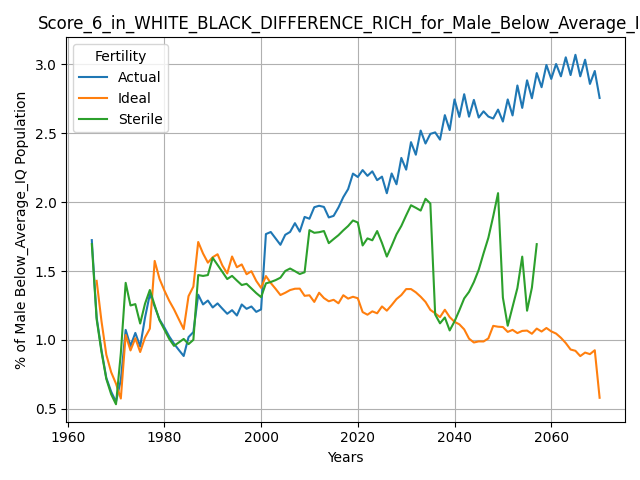 Score_6_in_WHITE_BLACK_DIFFERENCE_RICH_for_Male_Below_Average_I
Fertility
Actual
Ideal
Sterile
% of Male Below_Average_IQ Population
3.0
2.5
2.0
1.5
1.0
0.5
1960 1980 2000 2020 2040 2060
Years